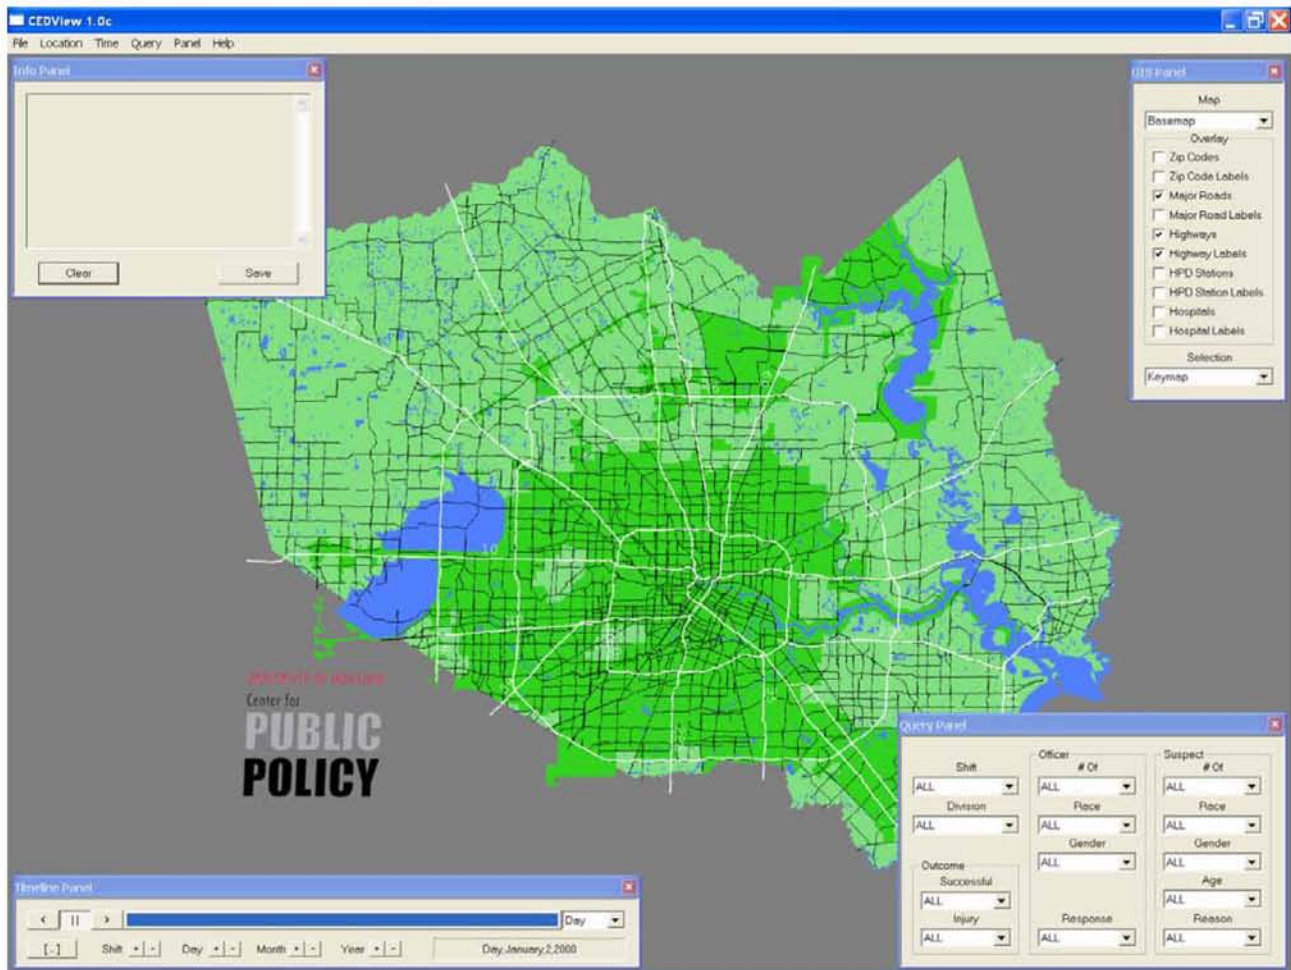 CEDView 1.0c
File Location Time Query Panel Help
Info Panel
Clear Save
GIS Panel
Map
Basemap
Overlay
Zip Codes
Zip Code Labels
Major Roads
Major Road Labels
Highways
Highway Labels
HPD Stations
HPD Station Labels
Hospitals
Hospital Labels
Selection
Keymap
10
UNIVERSITY of HOUSTON
Center for
PUBLIC
POLICY
Query Panel
Shift
ALL
Division
ALL
Outcome
Successful
ALL
Injury
ALL
Officer
# Of
ALL
Race
ALL
Gender
ALL
Response
ALL
Suspect
# Of
ALL
Race
ALL
Gender
ALL
Age
ALL
Reason
ALL
Timeline Panel
< || > Day
[..] Shift + - Day + - Month + - Year + - Day, January, 2, 2000